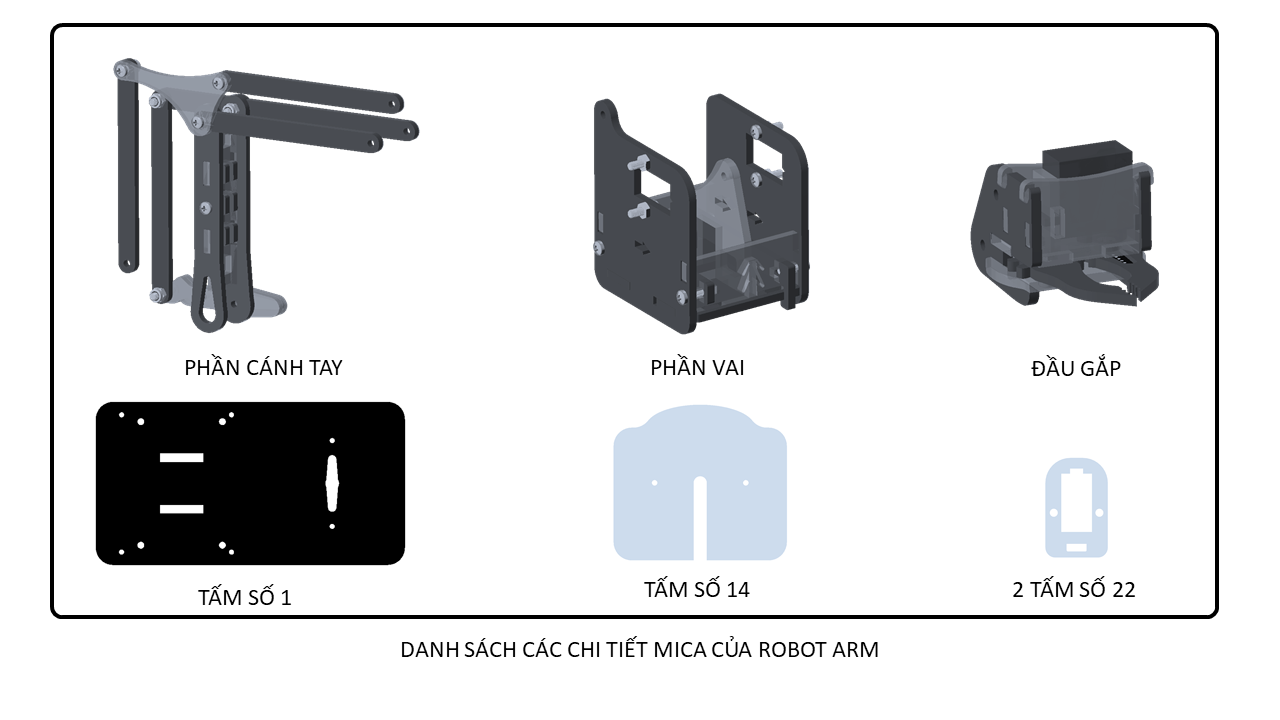 PHẦN CÁNH TAY
PHẦN VAI
ĐẦU GẮP
TẤM SỐ 1
TẤM SỐ 14
2 TẤM SỐ 22
DANH SÁCH CÁC CHI TIẾT MICA CỦA ROBOT ARM